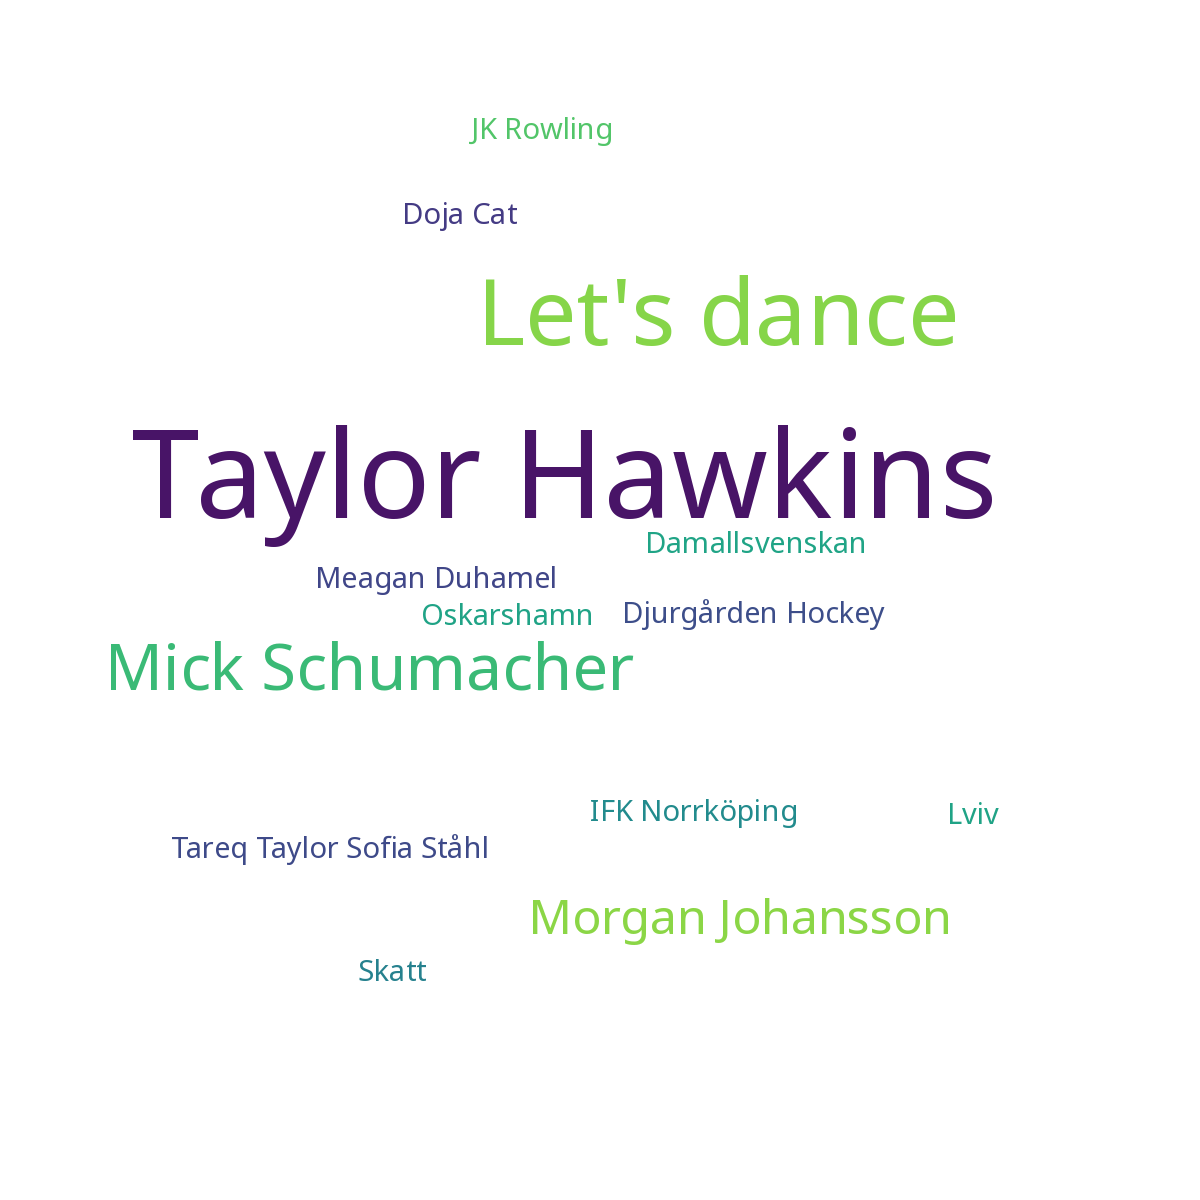 JK Rowling
Doja Cat
Let's dance
Taylor Hawkins
Damallsvenskan
Meagan Duhamel
Oskarshamn
Djurgården Hockey
Mick Schumacher
IFK Norrköping
Lviv
Tareq Taylor Sofia Ståhl
Morgan Johansson
Skatt